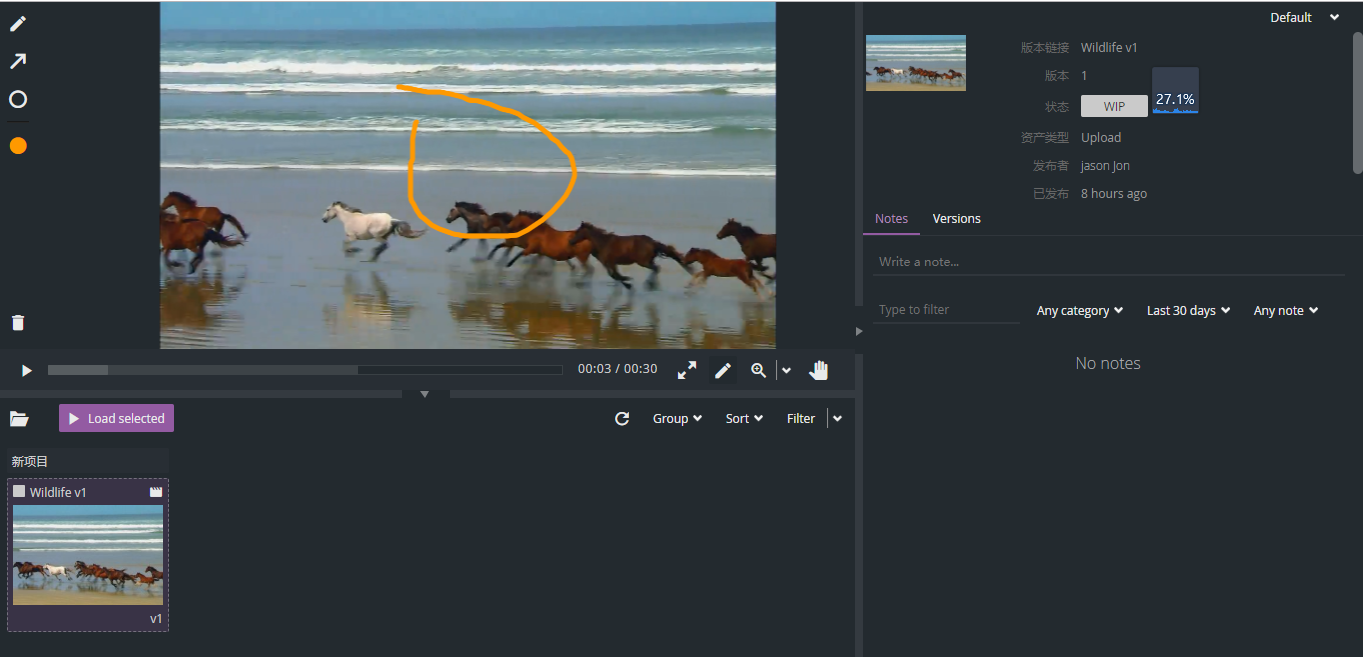 Default
版本链接 Wildlife v1
版本 1
状态 WIP 27.1%
资产类型 Upload
发布者 jason Jon
已发布 8 hours ago
Notes Versions
Write a note...
Type to filter Any category Last 30 days Any note
No notes
00:03 / 00:30
Load selected Group Sort Filter
新项目
Wildlife v1
v1